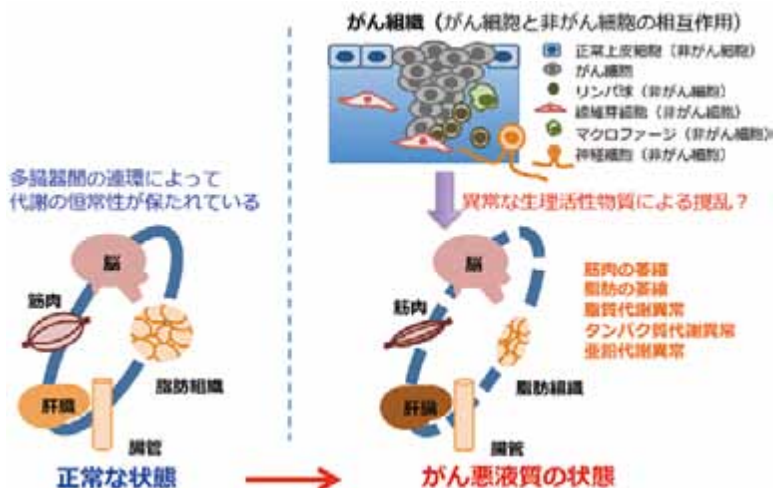 がん組織（がん細胞と非がん細胞の相互作用）
正常上皮細胞（非がん細胞）
がん細胞
リンパ球（非がん細胞）
線維芽細胞（非がん細胞）
マクロファージ（非がん細胞）
神経細胞（非がん細胞）
多臓器間の連環によって
代謝の恒常性が保たれている
異常な生理活性物質による撹乱？
脳
筋肉
脂肪組織
肝臓
腸管
正常な状態
脳
筋肉
脂肪組織
肝臓
腸管
筋肉の萎縮
脂肪の萎縮
脂質代謝異常
タンパク質代謝異常
亜鉛代謝異常
がん悪液質の状態